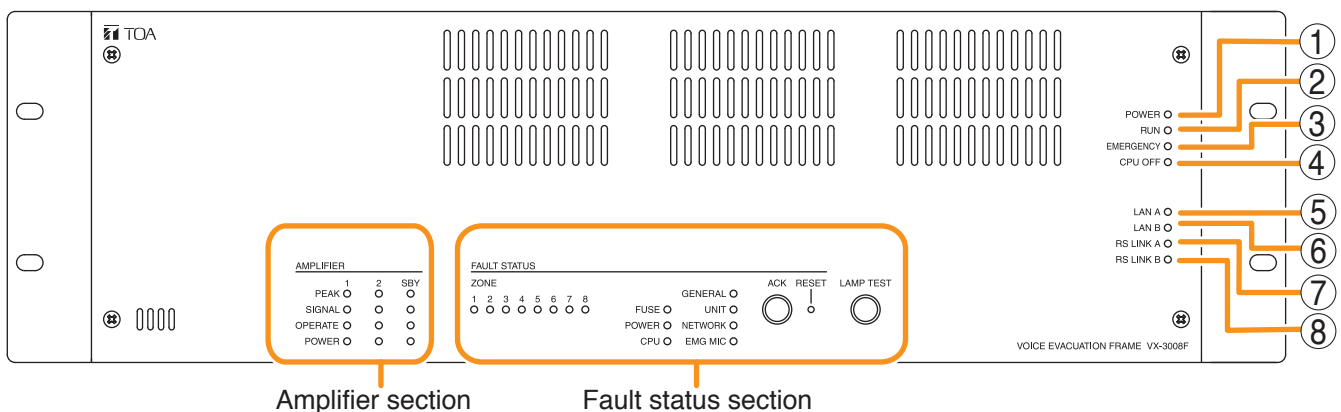 TOA
1
2
3
4
5
6
7
8
POWER
RUN
EMERGENCY
CPU OFF
LAN A
LAN B
RS LINK A
RS LINK B
AMPLIFIER
1 2 SBY
PEAK
SIGNAL
OPERATE
POWER
FAULT STATUS
ZONE
1 2 3 4 5 6 7 8
FUSE
POWER
CPU
GENERAL
UNIT
NETWORK
EMG MIC
ACK
RESET
LAMP TEST
VOICE EVACUATION FRAME VX-3008F
Amplifier section
Fault status section